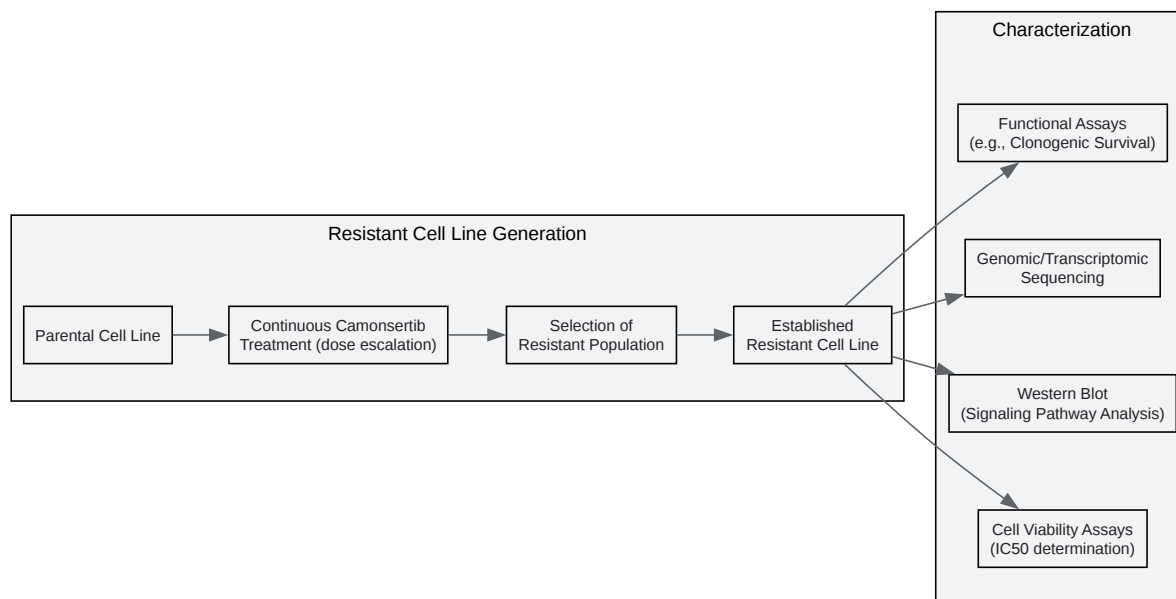 Characterization
Functional Assays
(e.g., Clonogenic Survival)
Resistant Cell Line Generation
Genomic/Transcriptomic
Sequencing
Parental Cell Line
Continuous Camonsertib
Treatment (dose escalation)
Selection of
Resistant Population
Established
Resistant Cell Line
Western Blot
(Signaling Pathway Analysis)
Cell Viability Assays
(IC50 determination)